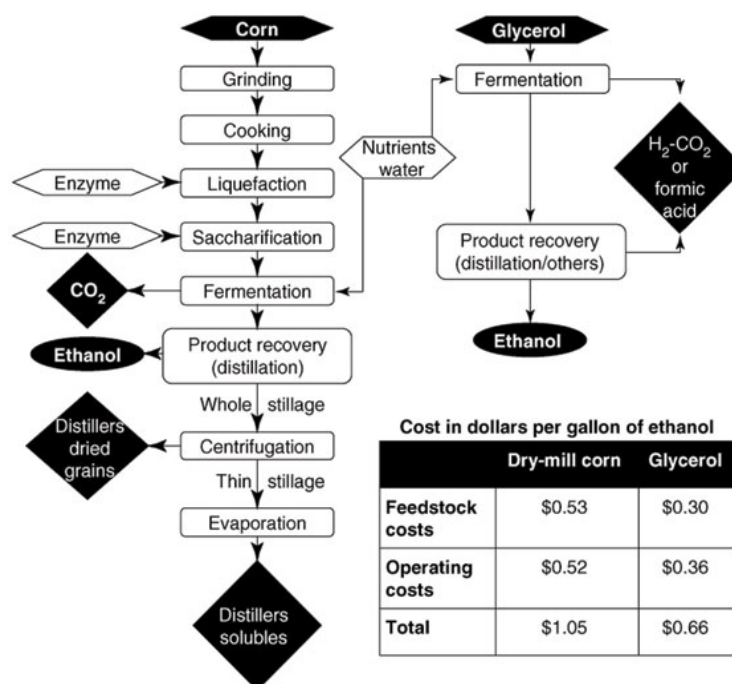 Corn
Grinding
Cooking
Enzyme
Liquefaction
Enzyme
Saccharification
CO₂
Fermentation
Ethanol
Product recovery
(distillation)
Whole stillage
Distillers
dried
grains
Centrifugation
Thin stillage
Evaporation
Distillers
solubles
Glycerol
Fermentation
Nutrients
water
H₂-CO₂
or
formic
acid
Product recovery
(distillation/others)
Ethanol
Cost in dollars per gallon of ethanol
Dry-mill corn Glycerol
Feedstock
costs $0.53 $0.30
Operating
costs $0.52 $0.36
Total $1.05 $0.66